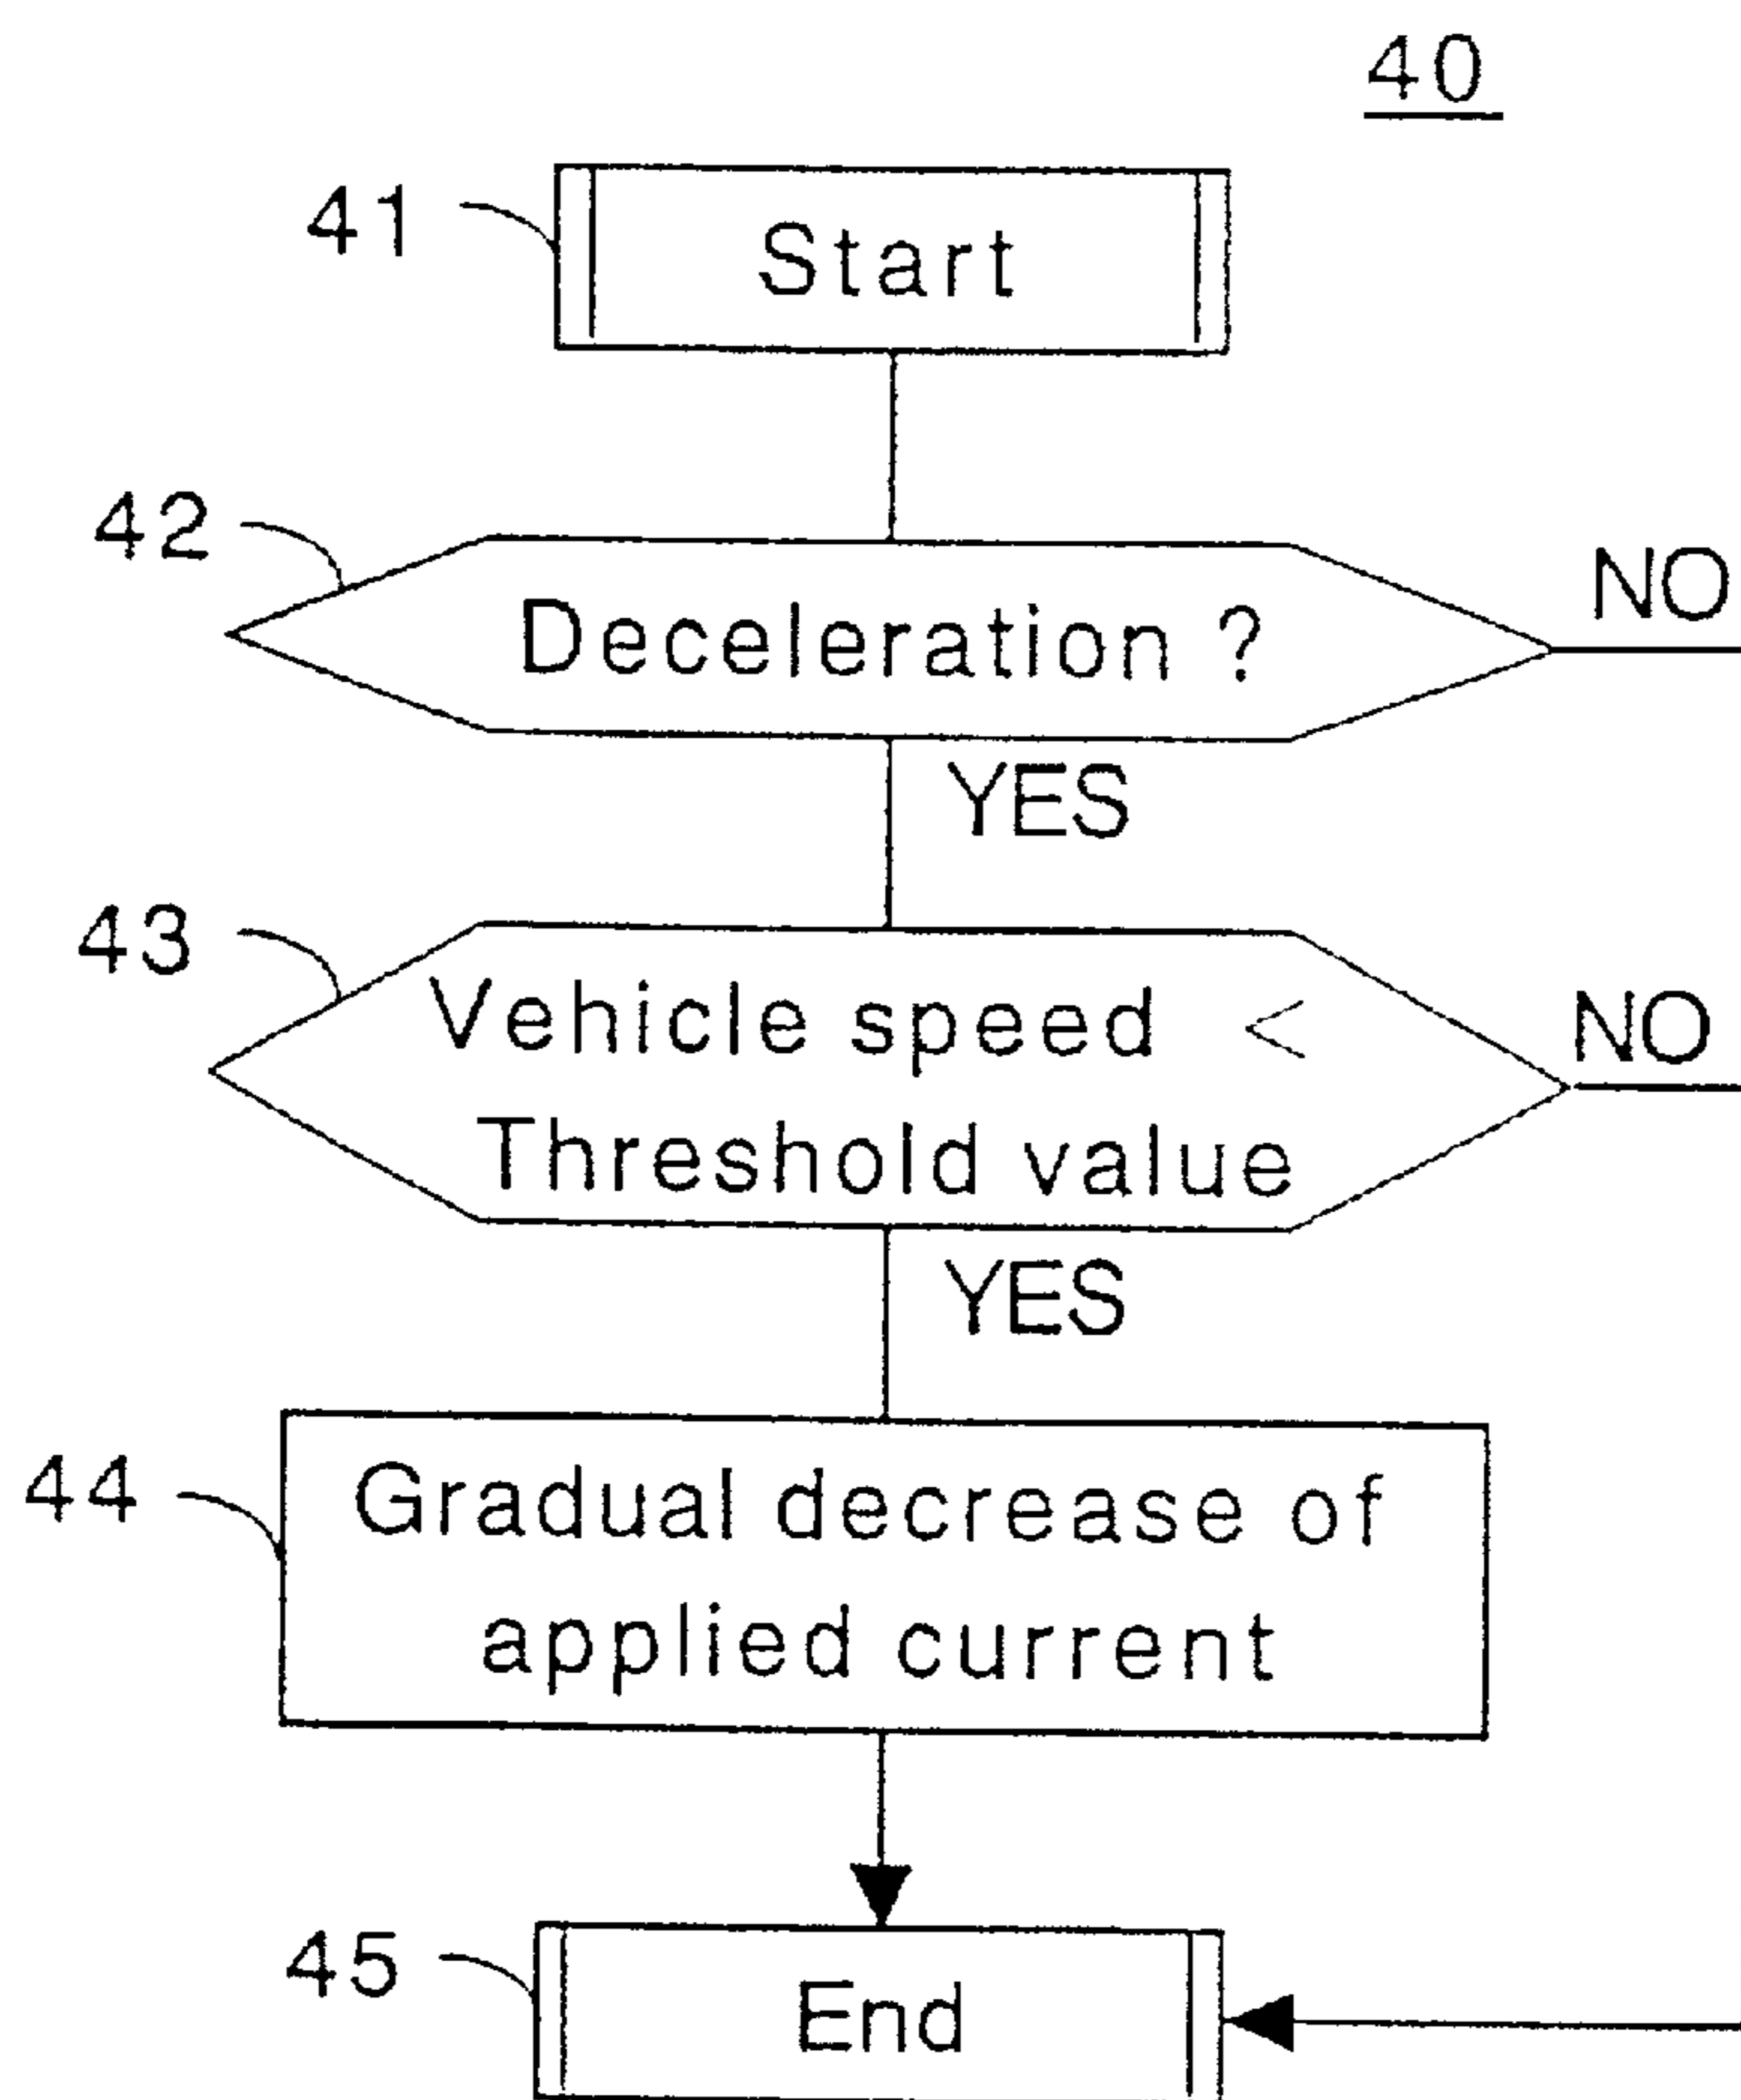 40
41
Start
42
Deceleration ?
NO
YES
43
Vehicle speed <
Threshold value
NO
YES
44
Gradual decrease of
applied current
45
End